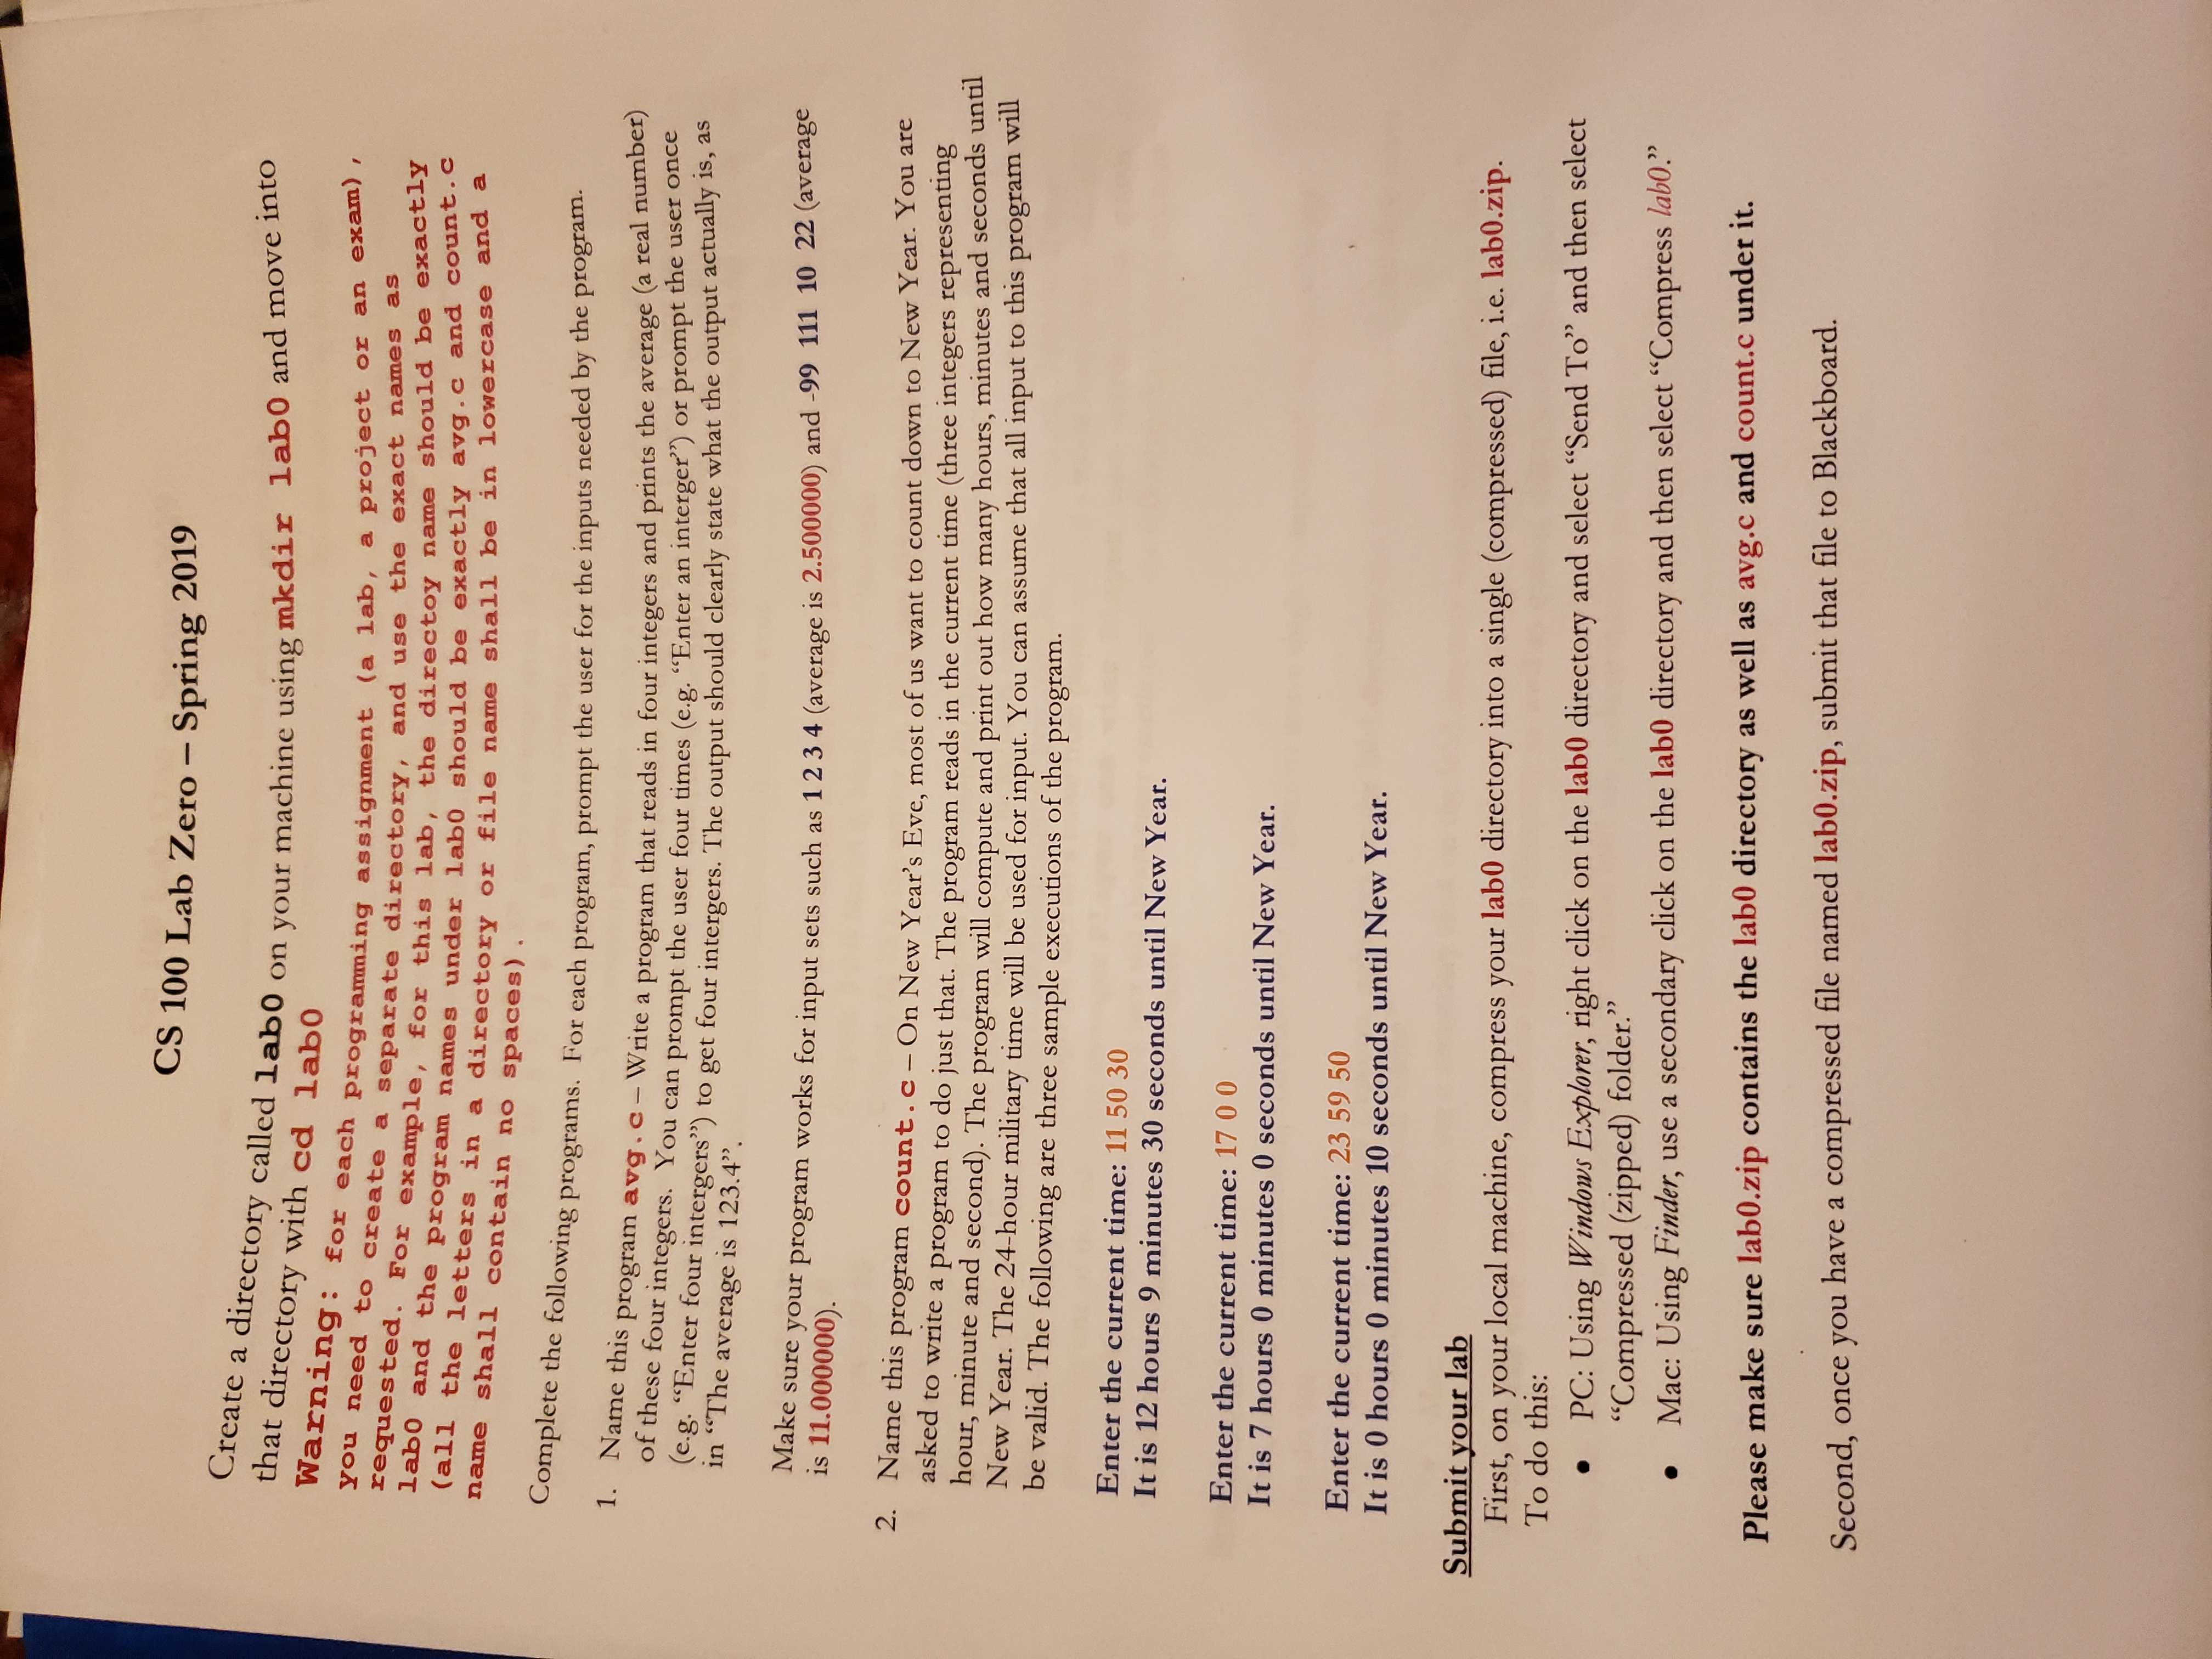 CS 100 Lab Zero – Spring 2019
Create a directory called lab0 on your machine using mkdir lab0 and move into
that directory with cd lab0
Warning: for each programming assignment (a lab, a project or an exam),
you need to create a separate directory, and use the exact names as
requested. For example, for this lab, the directoy name should be exactly
lab0 and the program names under lab0 should be exactly avg.c and count.c
(all the letters in a directory or file name shall be in lowercase and a
name shall contain no spaces).
Complete the following programs. For each program, prompt the user for the inputs needed by the program.
1. Name this program avg.c – Write a program that reads in four integers and prints the average (a real number)
of these four integers. You can prompt the user four times (e.g. “Enter an interger”) or prompt the user once
(e.g. “Enter four intergers”) to get four intergers. The output should clearly state what the output actually is, as
in “The average is 123.4”.
Make sure your program works for input sets such as 1 2 3 4 (average is 2.500000) and -99 111 10 22 (average
is 11.000000).
2. Name this program count.c – On New Year’s Eve, most of us want to count down to New Year. You are
asked to write a program to do just that. The program reads in the current time (three integers representing
hour, minute and second). The program will compute and print out how many hours, minutes and seconds until
New Year. The 24-hour military time will be used for input. You can assume that all input to this program will
be valid. The following are three sample executions of the program.
Enter the current time: 11 50 30
It is 12 hours 9 minutes 30 seconds until New Year.
Enter the current time: 17 0 0
It is 7 hours 0 minutes 0 seconds until New Year.
Enter the current time: 23 59 50
It is 0 hours 0 minutes 10 seconds until New Year.
Submit your lab
First, on your local machine, compress your lab0 directory into a single (compressed) file, i.e. lab0.zip.
To do this:
• PC: Using Windows Explorer, right click on the lab0 directory and select “Send To” and then select
“Compressed (zipped) folder.”
• Mac: Using Finder, use a secondary click on the lab0 directory and then select “Compress lab0.”
Please make sure lab0.zip contains the lab0 directory as well as avg.c and count.c under it.
Second, once you have a compressed file named lab0.zip, submit that file to Blackboard.